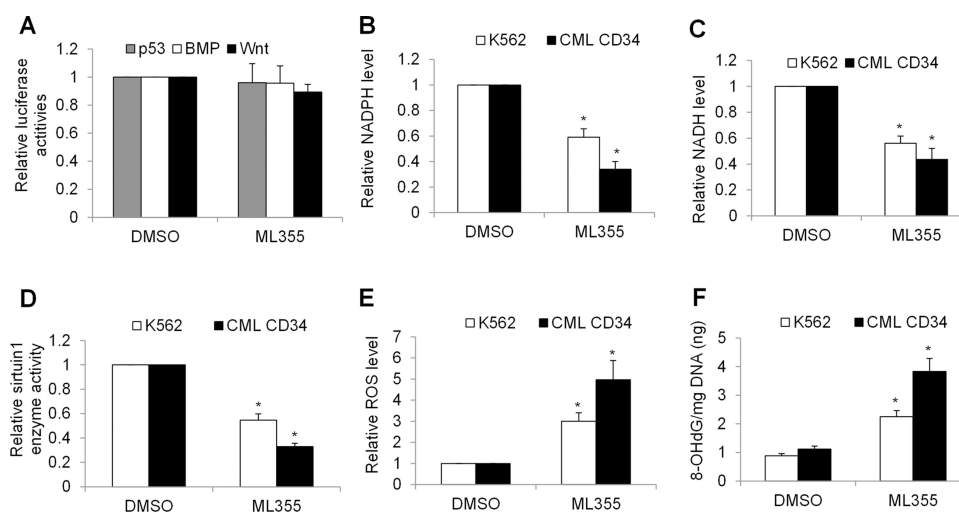 A
p53 BMP Wnt
Relative luciferase
actitivies
1.2
1
0.8
0.6
0.4
0.2
0
DMSO ML355
B
K562 CML CD34
Relative NADPH level
1.2
1
0.8
0.6
0.4
0.2
0
* *
DMSO ML355
C
K562 CML CD34
Relative NADH level
1.2
1
0.8
0.6
0.4
0.2
0
* *
DMSO ML355
D
K562 CML CD34
Relative sirtuin1
enzyme activity
1.2
1
0.8
0.6
0.4
0.2
0
* *
DMSO ML355
E
K562 CML CD34
Relative ROS level
7
6
5
4
3
2
1
0
* *
DMSO ML355
F
K562 CML CD34
8-OHdG/mg DNA (ng)
5
4
3
2
1
0
* *
DMSO ML355